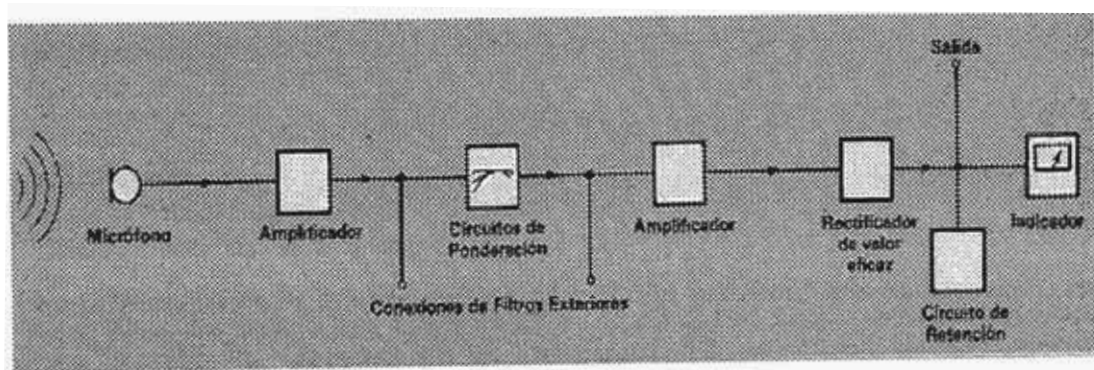 Salida
Micrófono
Amplificador
Circuitos de
Ponderación
Amplificador
Rectificador
de valor
eficaz
Indicador
Conexiones de Filtros Exteriores
Circuito de
Retención